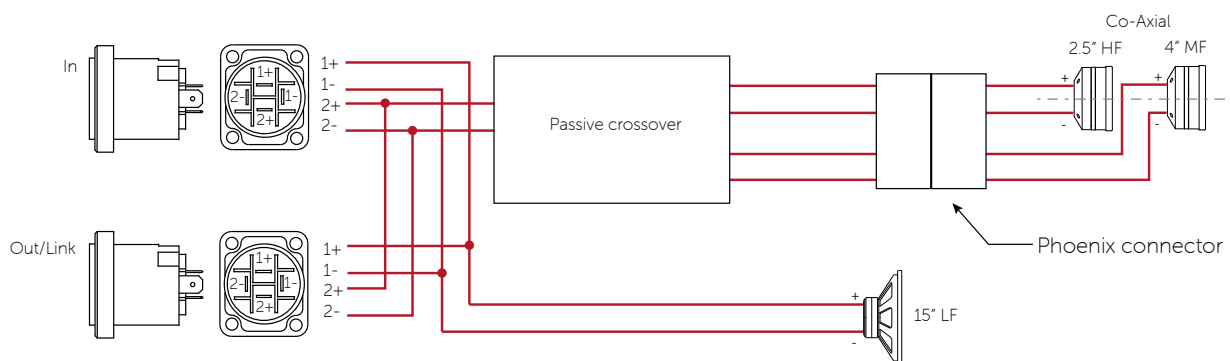 Co-Axial
2.5” HF
4” MF
In
1+
2-
1-
2+
1+
1-
2+
2-
Passive crossover
+
-
+
-
Phoenix connector
Out/Link
1+
2-
1-
2+
1+
1-
2+
2-
+
-
15” LF